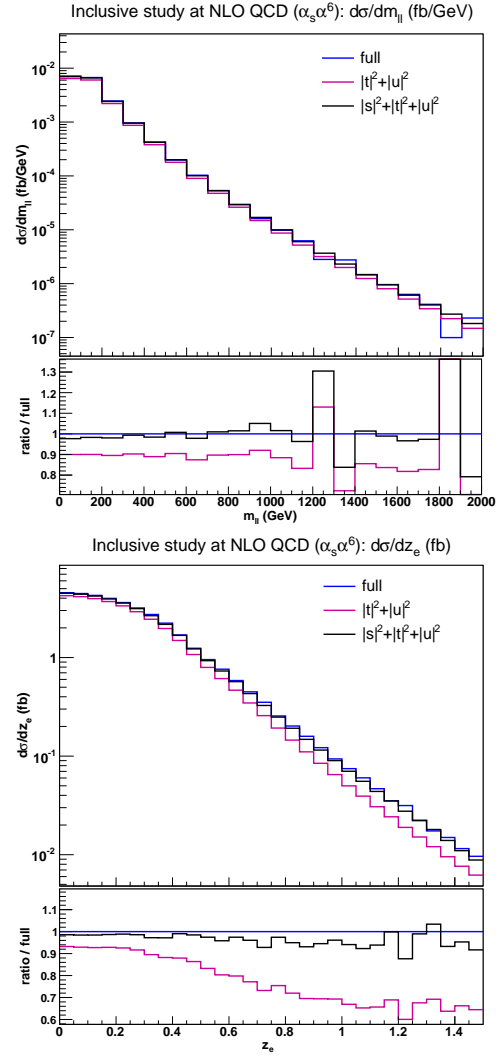 Inclusive study at NLO QCD (αₛα⁶): dσ/dmₗₗ (fb/GeV)
dσ/dmₗₗ (fb/GeV)
full
|t|²+|u|²
|s|²+|t|²+|u|²
10⁻²
10⁻³
10⁻⁴
10⁻⁵
10⁻⁶
10⁻⁷
ratio / full
1.3
1.2
1.1
1
0.9
0.8
0 200 400 600 800 1000 1200 1400 1600 1800 2000
mₗₗ (GeV)
Inclusive study at NLO QCD (αₛα⁶): dσ/dzₑ (fb)
dσ/dzₑ (fb)
full
|t|²+|u|²
|s|²+|t|²+|u|²
1
10⁻¹
10⁻²
ratio / full
1.1
1
0.9
0.8
0.7
0.6
0 0.2 0.4 0.6 0.8 1 1.2 1.4
zₑ